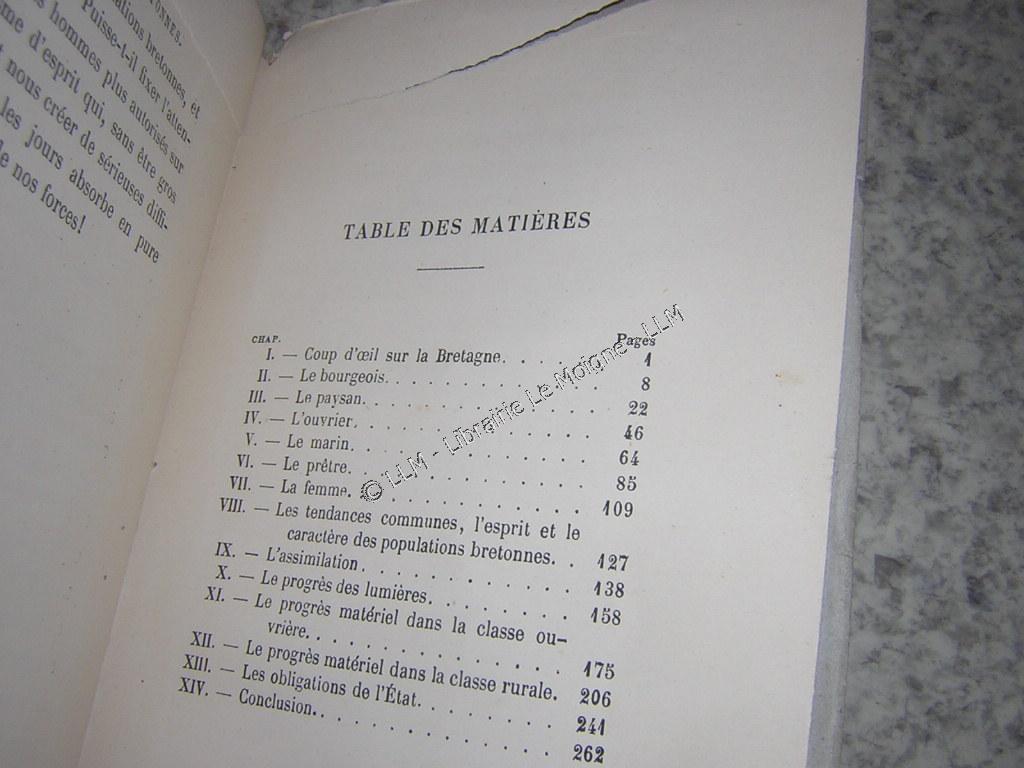 TONNES.
ations bretonnes, et
Puisse-t-il fixer l'atten-
s hommes plus autorisés sur
me d'esprit qui, sans être gros
nous créer de sérieuses diffi-
les jours absorbe en pure
de nos forces!
TABLE DES MATIÈRES
CHAP. Pages
I. — Coup d'œil sur la Bretagne. . . . . . 1
II. — Le bourgeois. . . . . . . . . . . . 8
III. — Le paysan. . . . . . . . . . . . . 22
IV. — L'ouvrier. . . . . . . . . . . . . 46
V. — Le marin. . . . . . . . . . . . . 64
VI. — Le prêtre. . . . . . . . . . . . . 85
VII. — La femme. . . . . . . . . . . . . 109
VIII. — Les tendances communes, l'esprit et le
caractère des populations bretonnes. . 127
IX. — L'assimilation. . . . . . . . . . . 138
X. — Le progrès des lumières. . . . . . . . 158
XI. — Le progrès matériel dans la classe ou-
vrière. . . . . . . . . . . . . . 175
XII. — Le progrès matériel dans la classe rurale. 206
XIII. — Les obligations de l'État. . . . . . . . 241
XIV. — Conclusion. . . . . . . . . . . . . 262
© LLM - Librairie Le Moigne - LLM